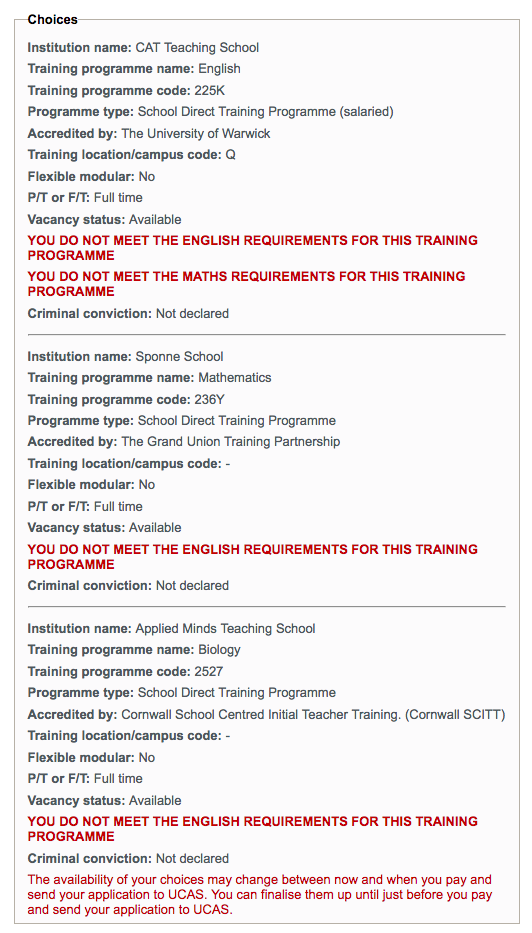 Choices
Institution name: CAT Teaching School
Training programme name: English
Training programme code: 225K
Programme type: School Direct Training Programme (salaried)
Accredited by: The University of Warwick
Training location/campus code: Q
Flexible modular: No
P/T or F/T: Full time
Vacancy status: Available
YOU DO NOT MEET THE ENGLISH REQUIREMENTS FOR THIS TRAINING
PROGRAMME
YOU DO NOT MEET THE MATHS REQUIREMENTS FOR THIS TRAINING
PROGRAMME
Criminal conviction: Not declared
Institution name: Sponne School
Training programme name: Mathematics
Training programme code: 236Y
Programme type: School Direct Training Programme
Accredited by: The Grand Union Training Partnership
Training location/campus code: -
Flexible modular: No
P/T or F/T: Full time
Vacancy status: Available
YOU DO NOT MEET THE ENGLISH REQUIREMENTS FOR THIS TRAINING
PROGRAMME
Criminal conviction: Not declared
Institution name: Applied Minds Teaching School
Training programme name: Biology
Training programme code: 2527
Programme type: School Direct Training Programme
Accredited by: Cornwall School Centred Initial Teacher Training. (Cornwall SCITT)
Training location/campus code: -
Flexible modular: No
P/T or F/T: Full time
Vacancy status: Available
YOU DO NOT MEET THE ENGLISH REQUIREMENTS FOR THIS TRAINING
PROGRAMME
Criminal conviction: Not declared
The availability of your choices may change between now and when you pay and
send your application to UCAS. You can finalise them up until just before you pay
and send your application to UCAS.